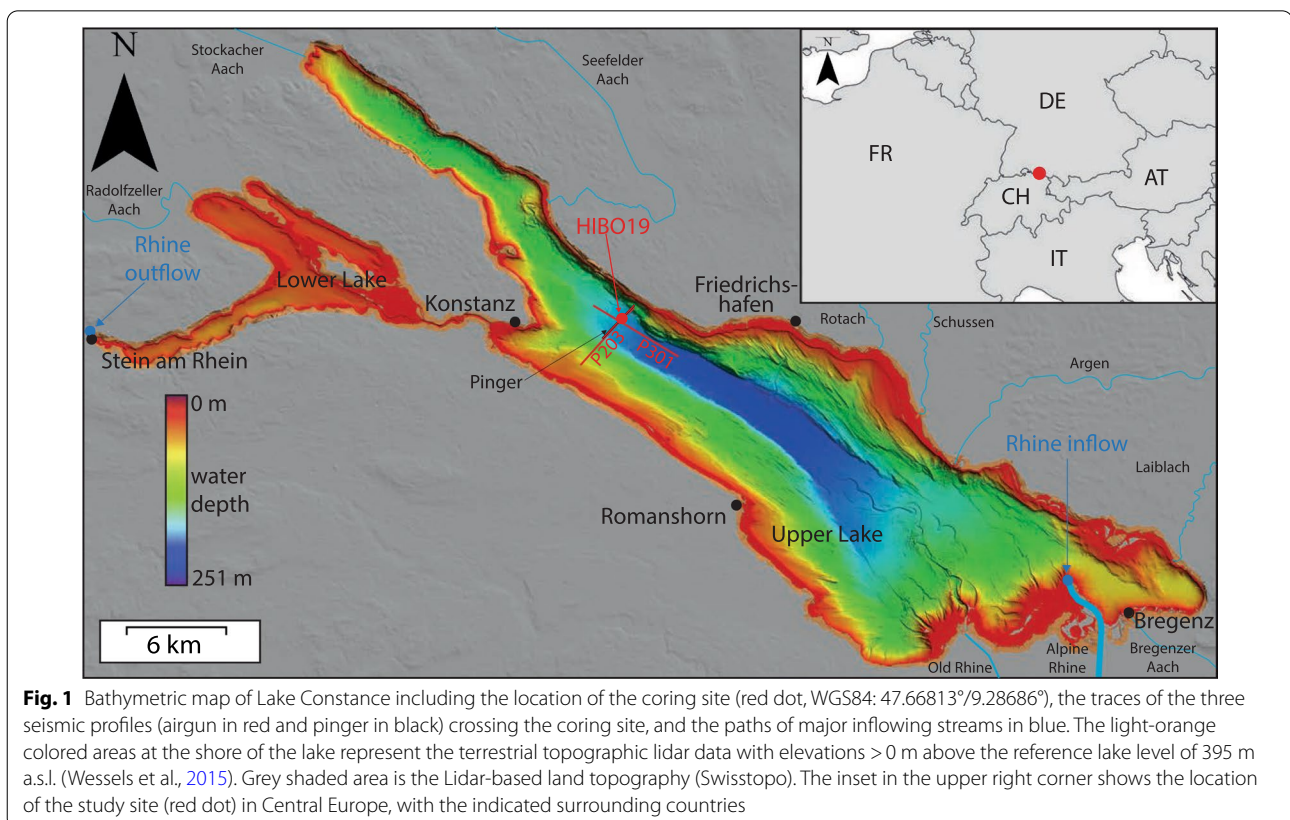 N
Stockacher
Aach
Seefelder
Aach
N
DE
FR
CH
AT
IT
Radolfzeller
Aach
Rhine
outflow
HIBO19
Lower Lake
Konstanz
Friedrichs-
hafen
Rotach
Schussen
Stein am Rhein
Pinger
P203
P301
Argen
0 m
water
depth
251 m
Rhine inflow
Laiblach
Romanshorn
Upper Lake
6 km
Bregenz
Old Rhine
Alpine
Rhine
Bregenzer
Aach
Fig. 1 Bathymetric map of Lake Constance including the location of the coring site (red dot, WGS84: 47.66813°/9.28686°), the traces of the three
seismic profiles (airgun in red and pinger in black) crossing the coring site, and the paths of major inflowing streams in blue. The light-orange
colored areas at the shore of the lake represent the terrestrial topographic lidar data with elevations > 0 m above the reference lake level of 395 m
a.s.l. (Wessels et al., 2015). Grey shaded area is the Lidar-based land topography (Swisstopo). The inset in the upper right corner shows the location
of the study site (red dot) in Central Europe, with the indicated surrounding countries